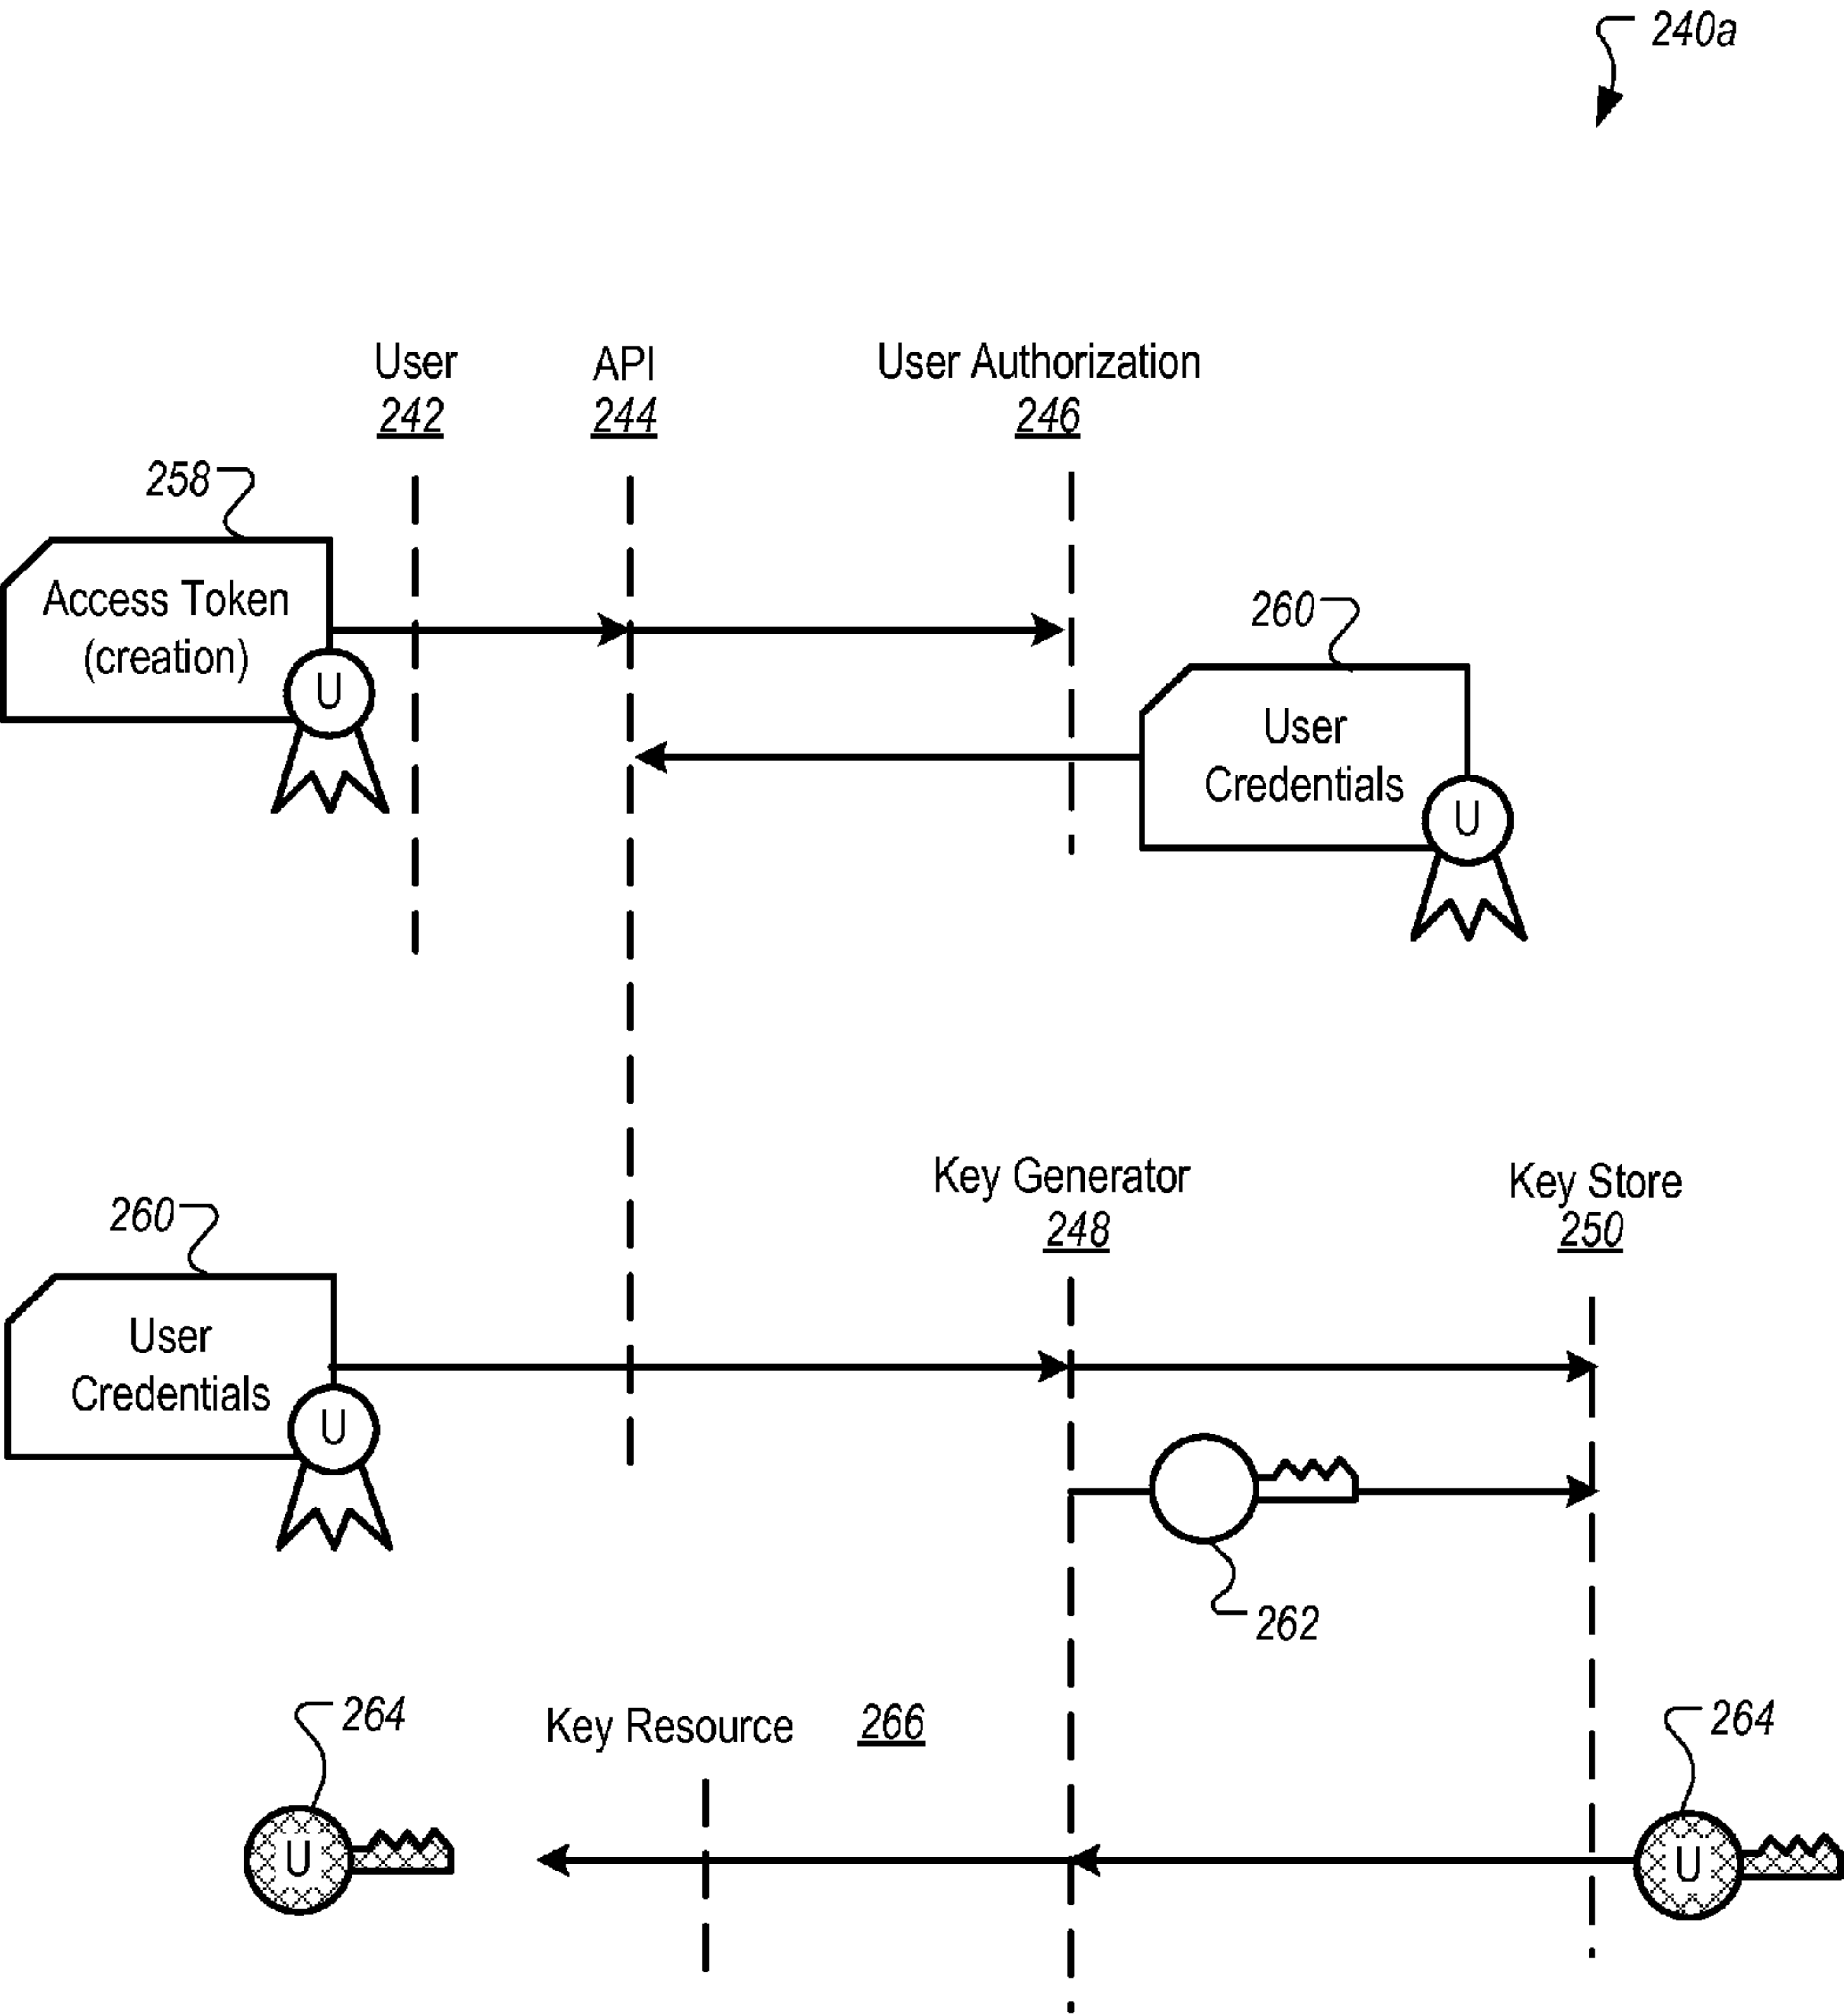 240a
User
242
API
244
User Authorization
246
258
Access Token
(creation)
U
260
User
Credentials
U
Key Generator
248
Key Store
250
260
User
Credentials
U
262
264
Key Resource 266
264
U
U